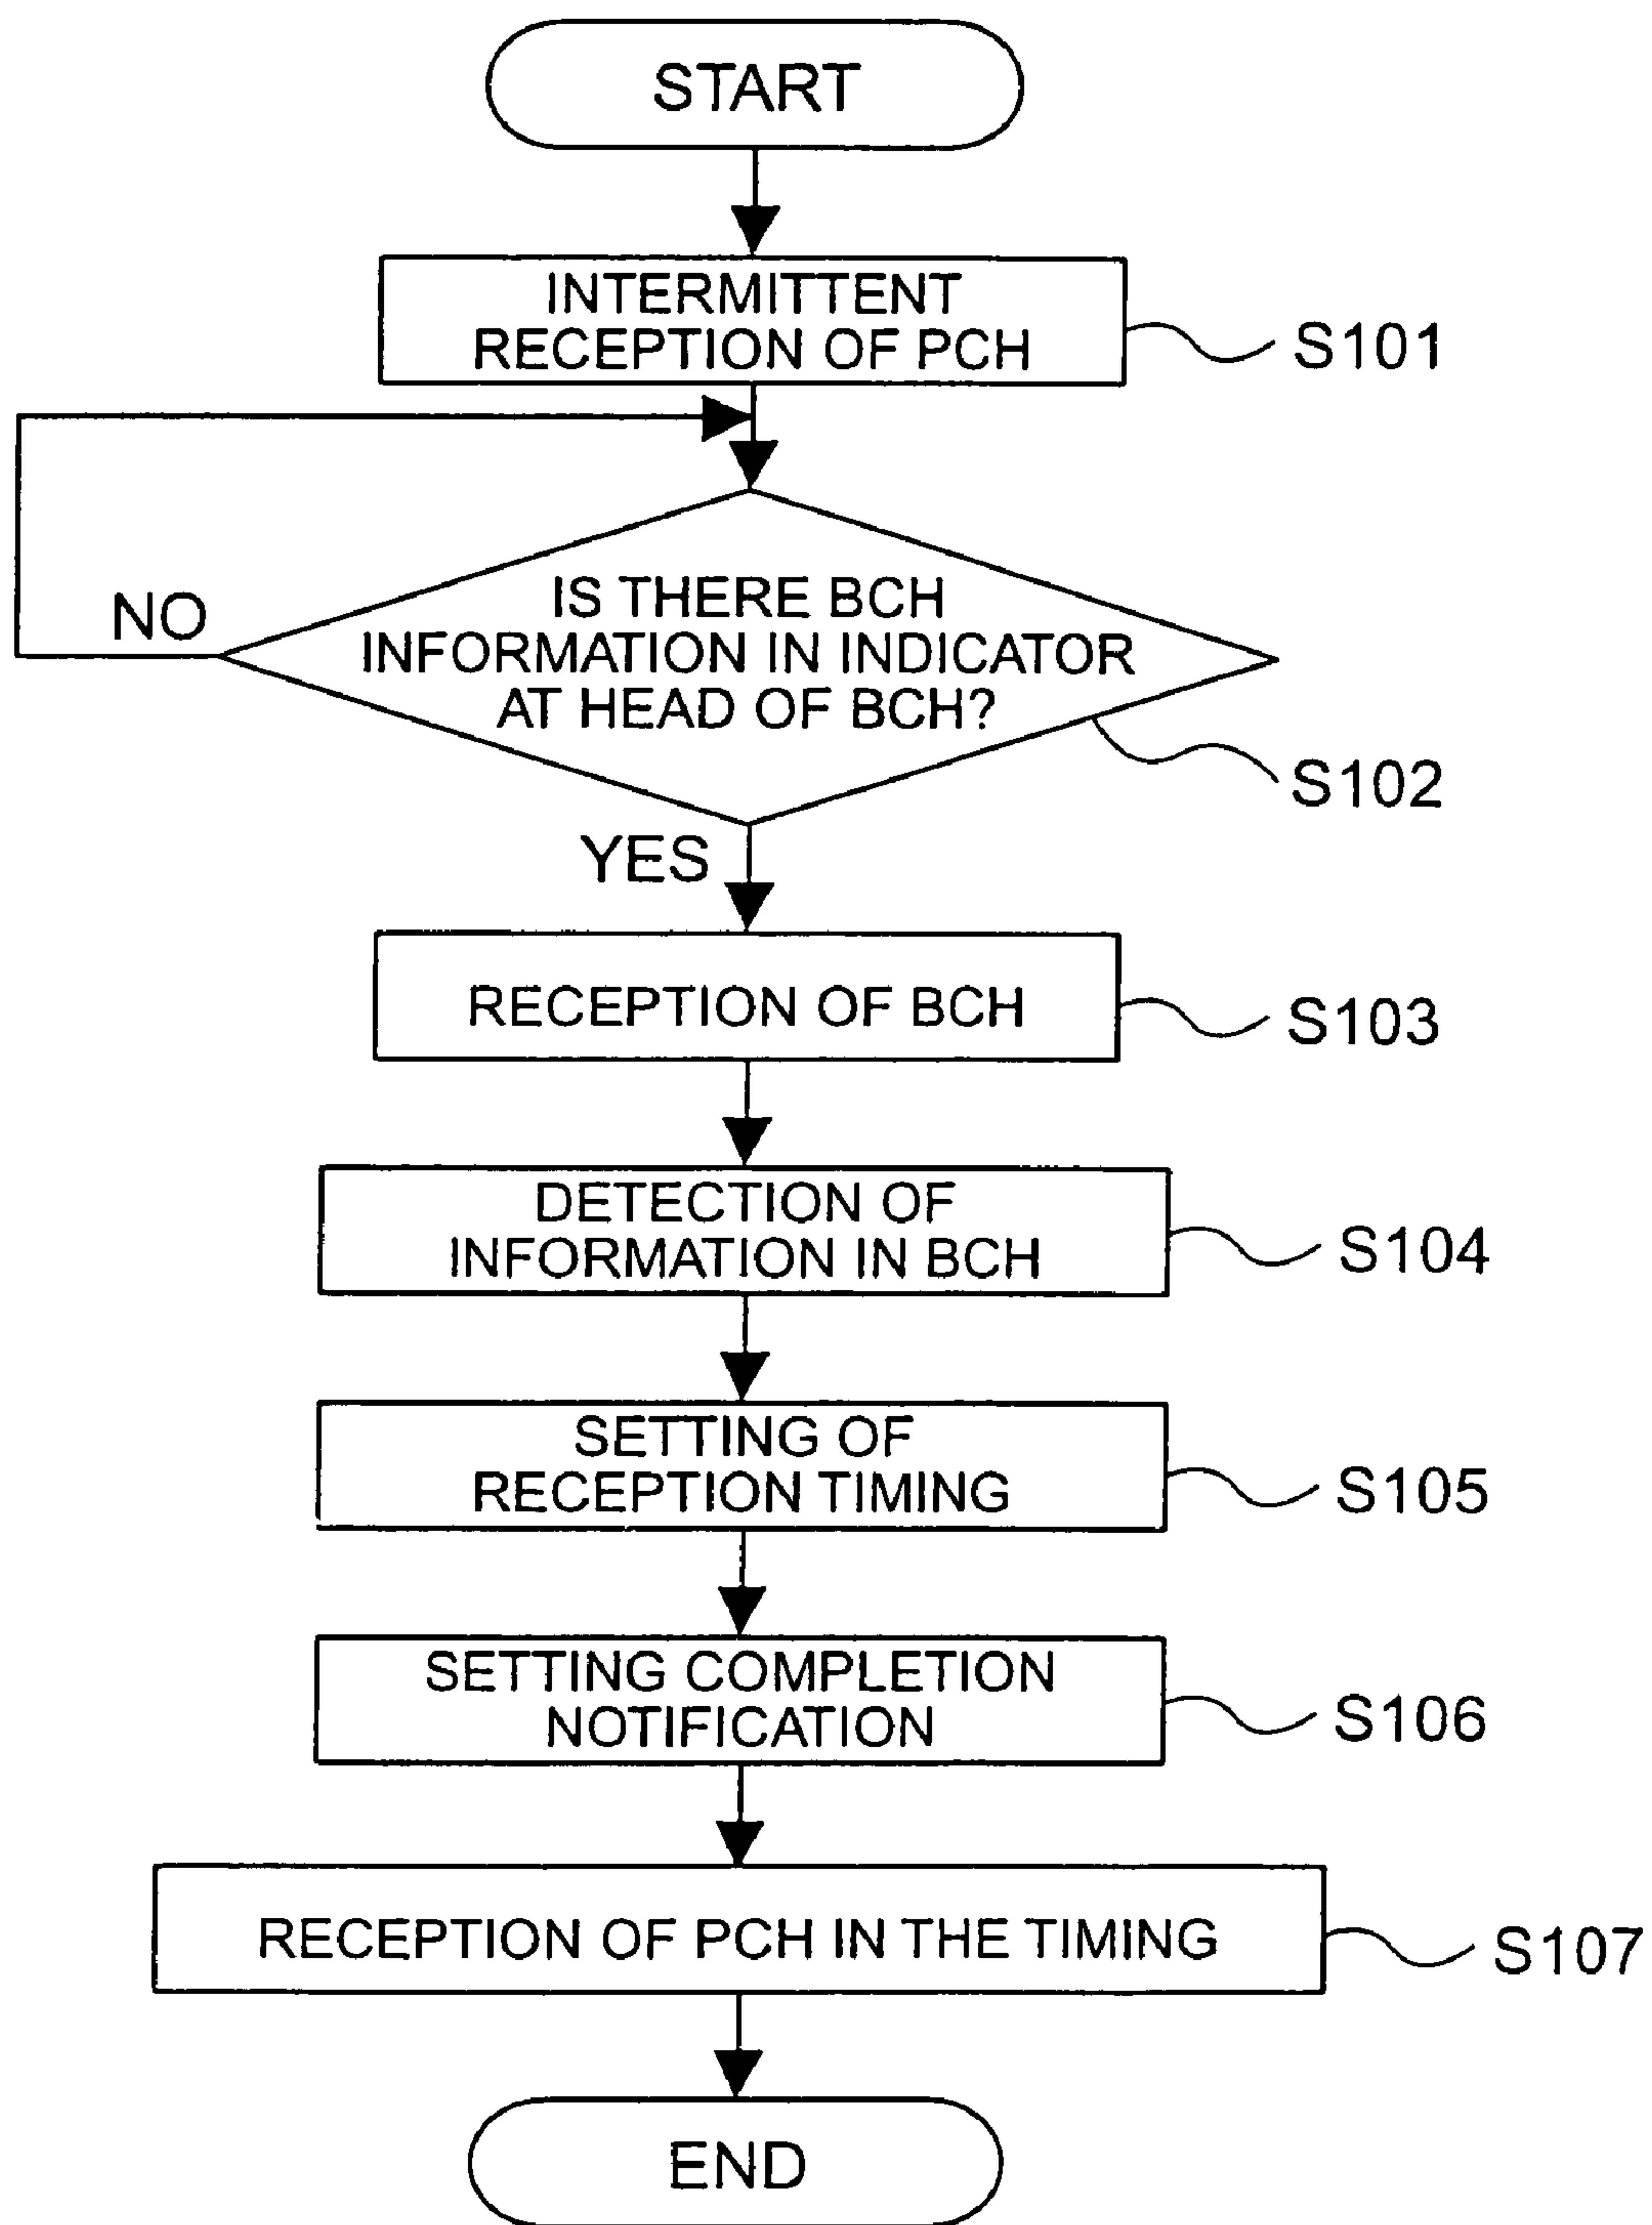 START
INTERMITTENT
RECEPTION OF PCH
S101
NO
IS THERE BCH
INFORMATION IN INDICATOR
AT HEAD OF BCH?
S102
YES
RECEPTION OF BCH
S103
DETECTION OF
INFORMATION IN BCH
S104
SETTING OF
RECEPTION TIMING
S105
SETTING COMPLETION
NOTIFICATION
S106
RECEPTION OF PCH IN THE TIMING
S107
END